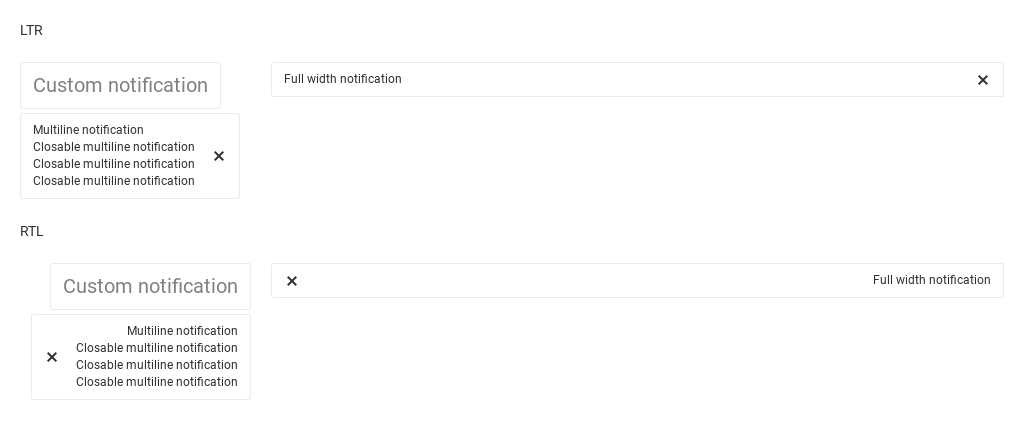 LTR
Custom notification
Multiline notification
Closable multiline notification
Closable multiline notification
Closable multiline notification
Full width notification
RTL
Custom notification
Multiline notification
Closable multiline notification
Closable multiline notification
Closable multiline notification
Full width notification